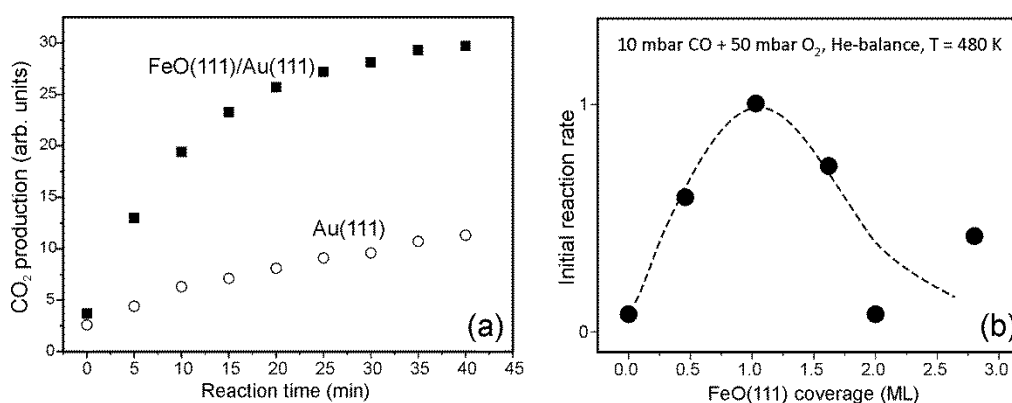 30
25
20
15
10
5
0
CO₂ production (arb. units)
FeO(111)/Au(111)
Au(111)
(a)
0 5 10 15 20 25 30 35 40 45
Reaction time (min)
10 mbar CO + 50 mbar O₂, He-balance, T = 480 K
1
0
Initial reaction rate
(b)
0.0 0.5 1.0 1.5 2.0 2.5 3.0
FeO(111) coverage (ML)